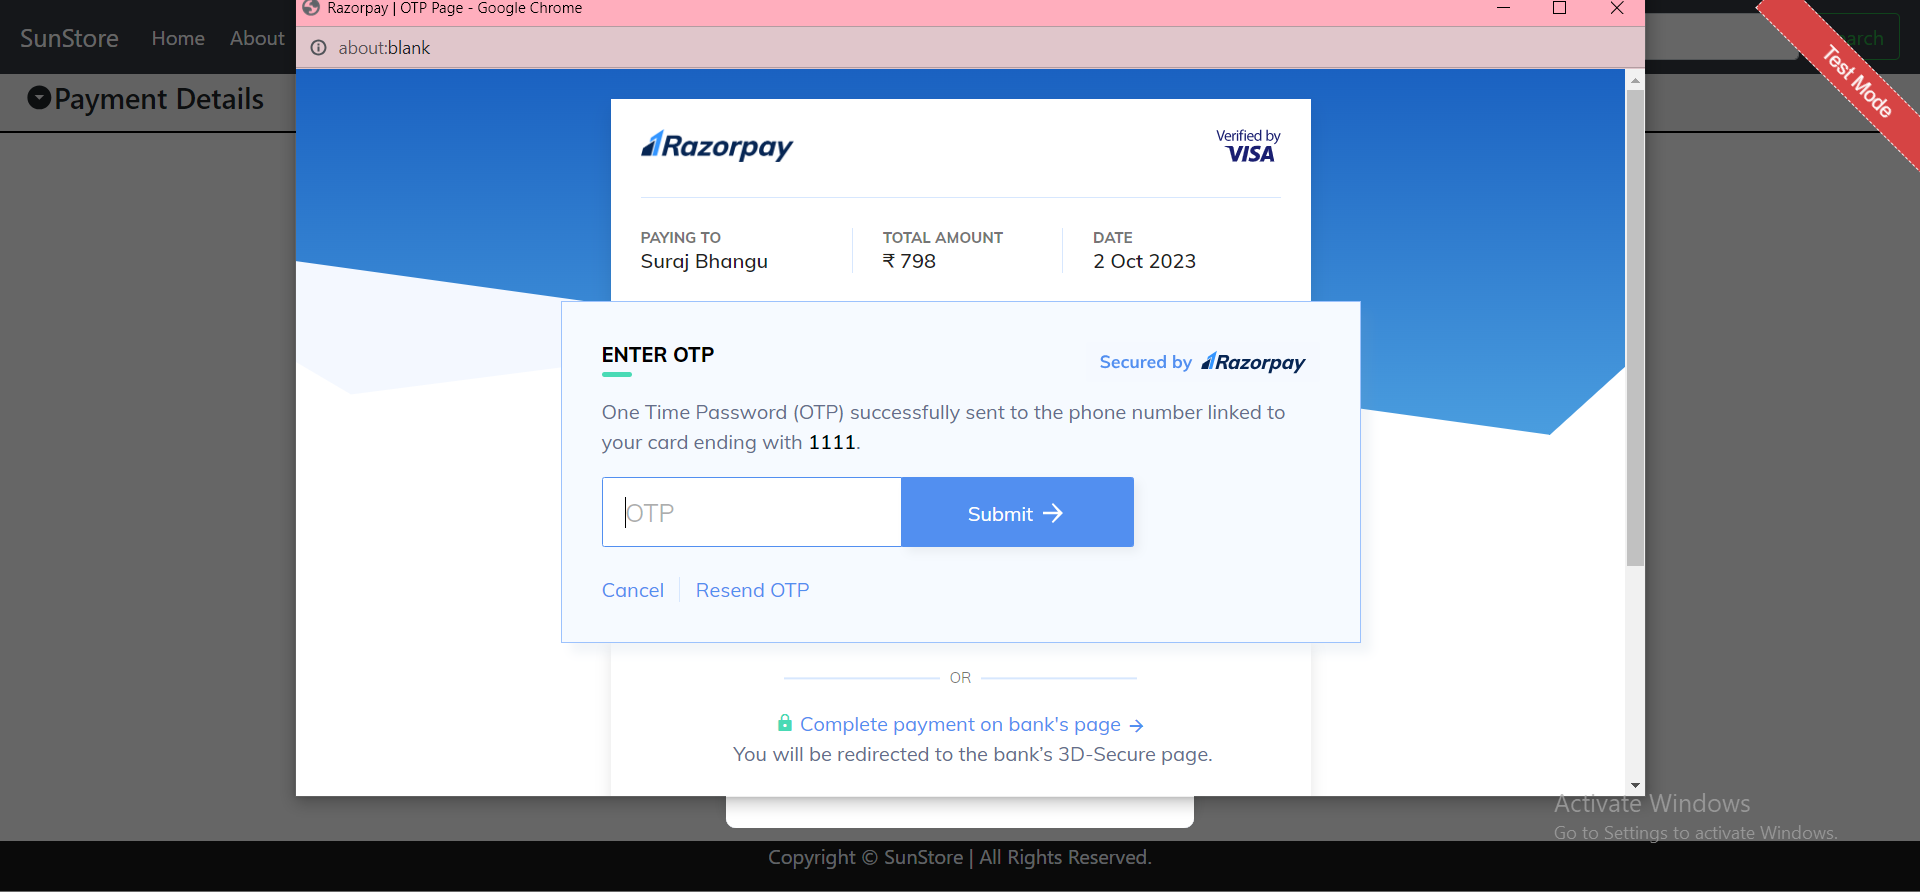 Razorpay | OTP Page - Google Chrome
about:blank
SunStore Home About
Test Mode
Payment Details
Razorpay
Verified by
VISA
PAYING TO TOTAL AMOUNT DATE
Suraj Bhangu ₹ 798 2 Oct 2023
ENTER OTP
Secured by Razorpay
One Time Password (OTP) successfully sent to the phone number linked to
your card ending with 1111.
OTP Submit
Cancel Resend OTP
OR
Complete payment on bank's page
You will be redirected to the bank’s 3D-Secure page.
Activate Windows
Go to Settings to activate Windows.
Copyright © SunStore | All Rights Reserved.